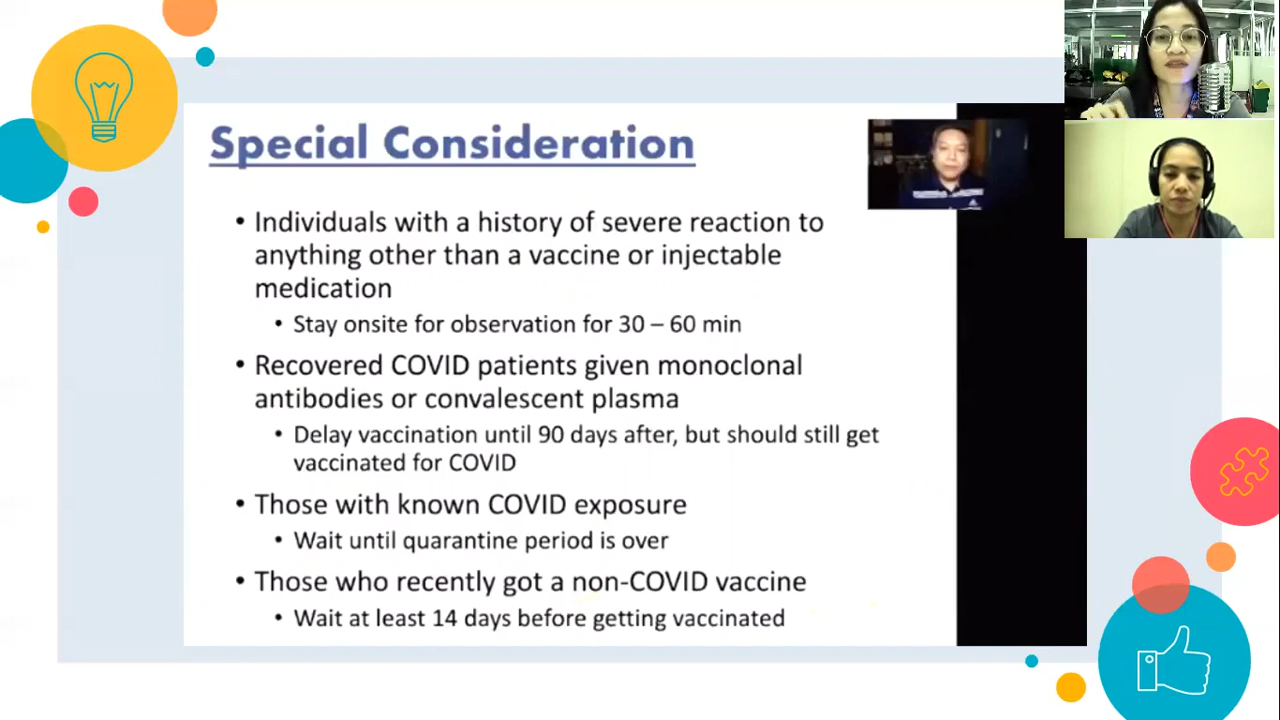 Special Consideration
• Individuals with a history of severe reaction to
anything other than a vaccine or injectable
medication
• Stay onsite for observation for 30 – 60 min
• Recovered COVID patients given monoclonal
antibodies or convalescent plasma
• Delay vaccination until 90 days after, but should still get
vaccinated for COVID
• Those with known COVID exposure
• Wait until quarantine period is over
• Those who recently got a non-COVID vaccine
• Wait at least 14 days before getting vaccinated